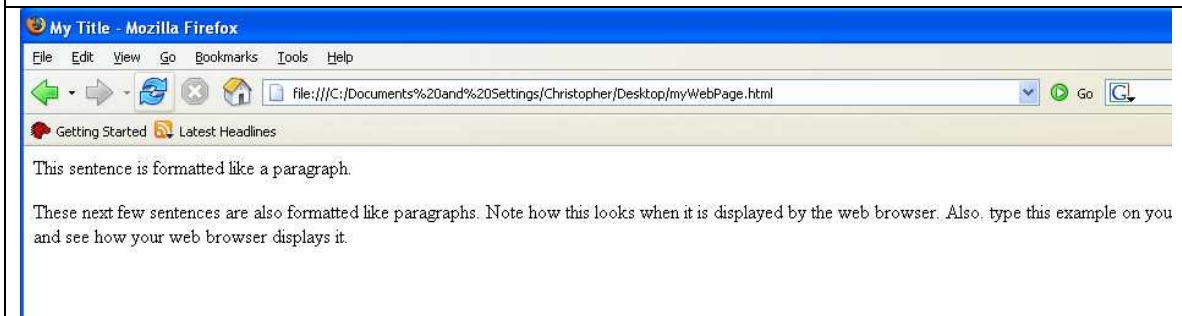 My Title - Mozilla Firefox
File Edit View Go Bookmarks Tools Help
file:///C:/Documents%20and%20Settings/Christopher/Desktop/myWebPage.html Go G
Getting Started Latest Headlines
This sentence is formatted like a paragraph.
These next few sentences are also formatted like paragraphs. Note how this looks when it is displayed by the web browser. Also, type this example on you
and see how your web browser displays it.